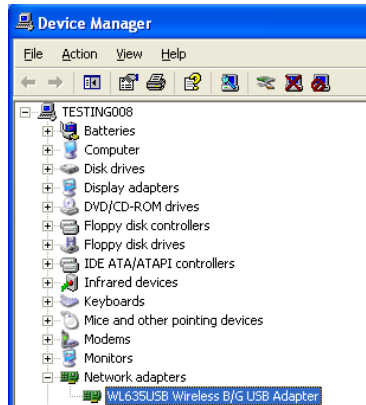 Device Manager
File Action View Help
TESTING008
Batteries
Computer
Disk drives
Display adapters
DVD/CD-ROM drives
Floppy disk controllers
Floppy disk drives
IDE ATA/ATAPI controllers
Infrared devices
Keyboards
Mice and other pointing devices
Modems
Monitors
Network adapters
WL635USB Wireless B/G USB Adapter